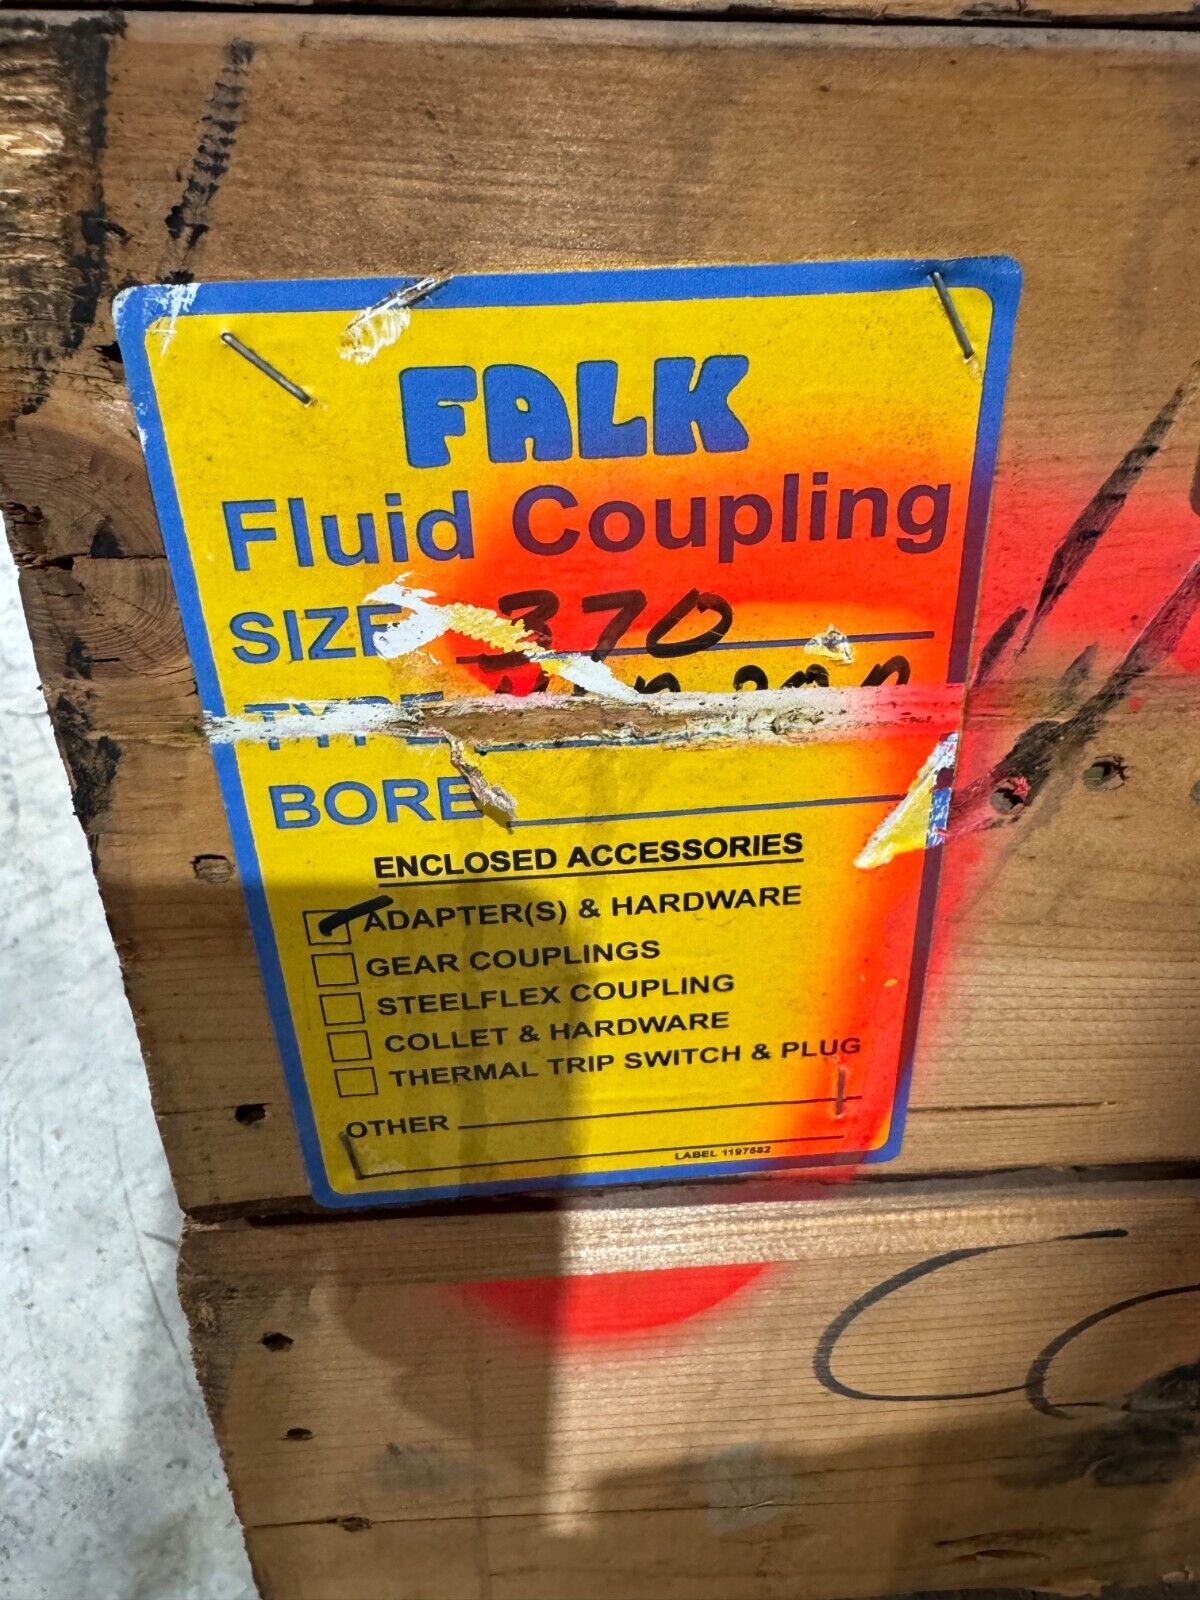 FALK
Fluid Coupling
SIZE 370
TYPE
BORE
ENCLOSED ACCESSORIES
ADAPTER(S) & HARDWARE
GEAR COUPLINGS
STEELFLEX COUPLING
COLLET & HARDWARE
THERMAL TRIP SWITCH & PLUG
OTHER
LABEL 1197582